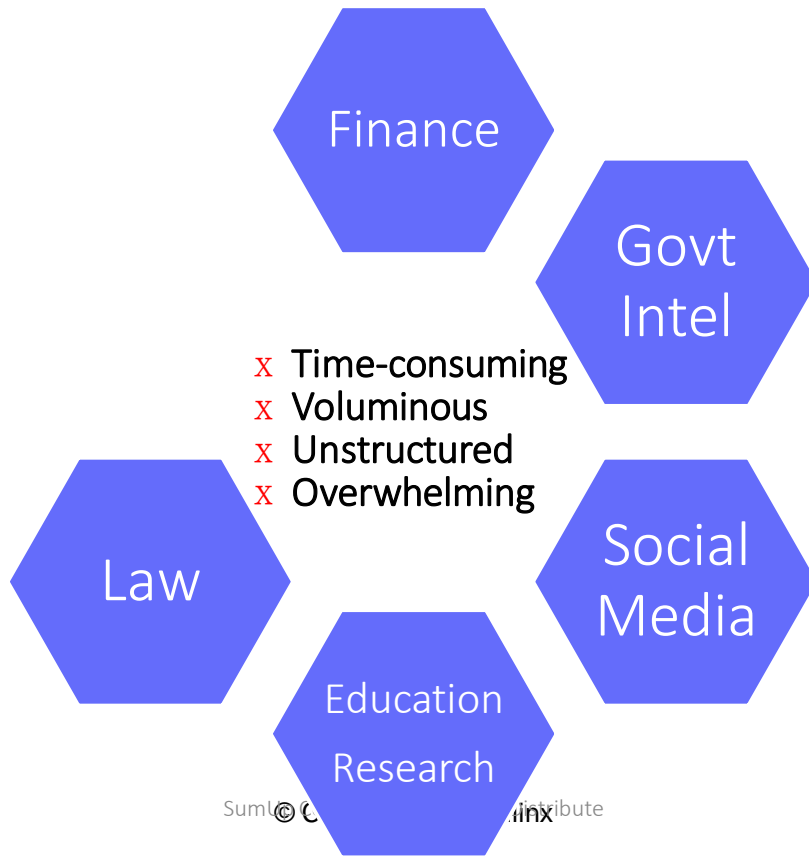 Finance
Govt
Intel
x Time-consuming
x Voluminous
x Unstructured
x Overwhelming
Social
Media
Law
Education
Research
©